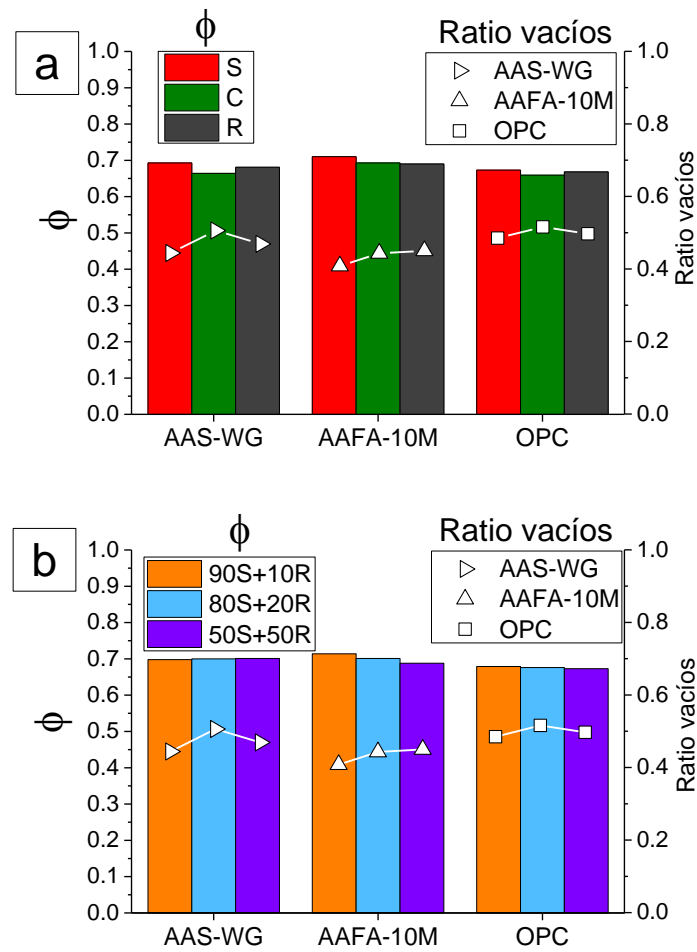 a
ϕ
Ratio vacíos
S
C
R
AAS-WG
AAFA-10M
OPC
1.0
0.9
0.8
0.7
0.6
0.5
0.4
0.3
0.2
0.1
0.0
ϕ
1.0
0.8
0.6
0.4
0.2
0.0
Ratio vacíos
AAS-WG AAFA-10M OPC
b
ϕ
Ratio vacíos
90S+10R
80S+20R
50S+50R
AAS-WG
AAFA-10M
OPC
1.0
0.9
0.8
0.7
0.6
0.5
0.4
0.3
0.2
0.1
0.0
ϕ
1.0
0.8
0.6
0.4
0.2
0.0
Ratio vacíos
AAS-WG AAFA-10M OPC